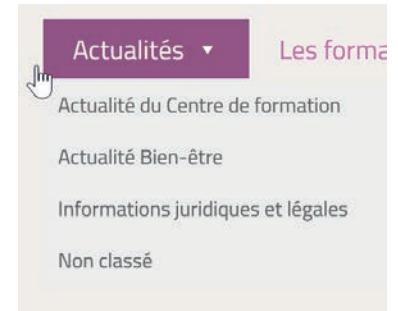 Actualités ▾ Les forma
Actualité du Centre de formation
Actualité Bien-être
Informations juridiques et légales
Non classé